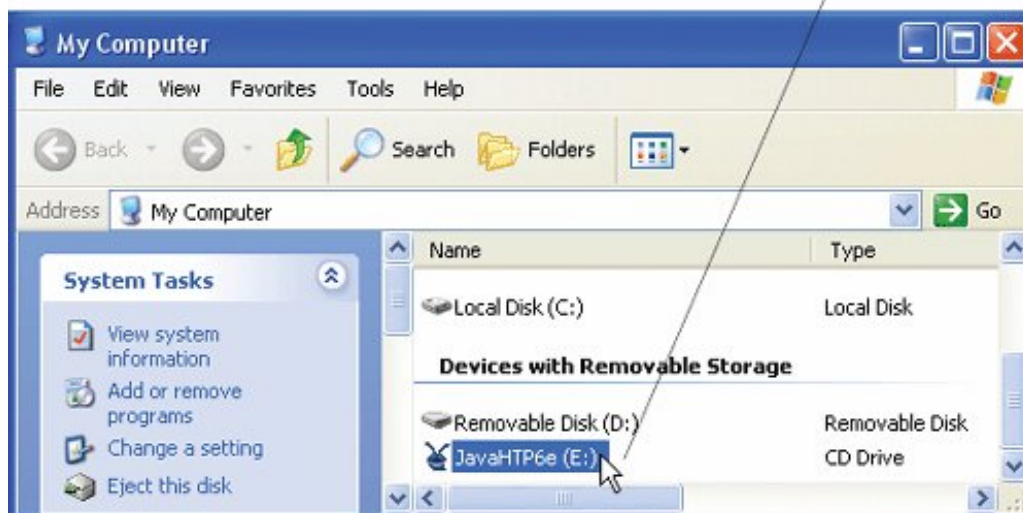 My Computer
File Edit View Favorites Tools Help
Back Search Folders
Address My Computer Go
System Tasks
View system
information
Add or remove
programs
Change a setting
Eject this disk
Name Type
Local Disk (C:) Local Disk
Devices with Removable Storage
Removable Disk (D:) Removable Disk
JavaHTP6e (E:) CD Drive